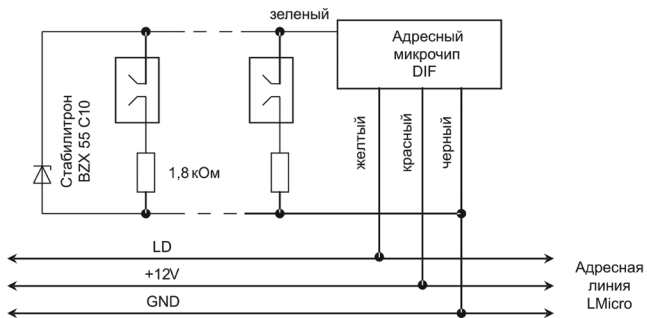 зеленый
Адресный
микрочип
DIF
Стабилитрон
BZX 55 C10
1,8 кОм
желтый
красный
черный
LD
+12V
GND
Адресная
линия
LMicro